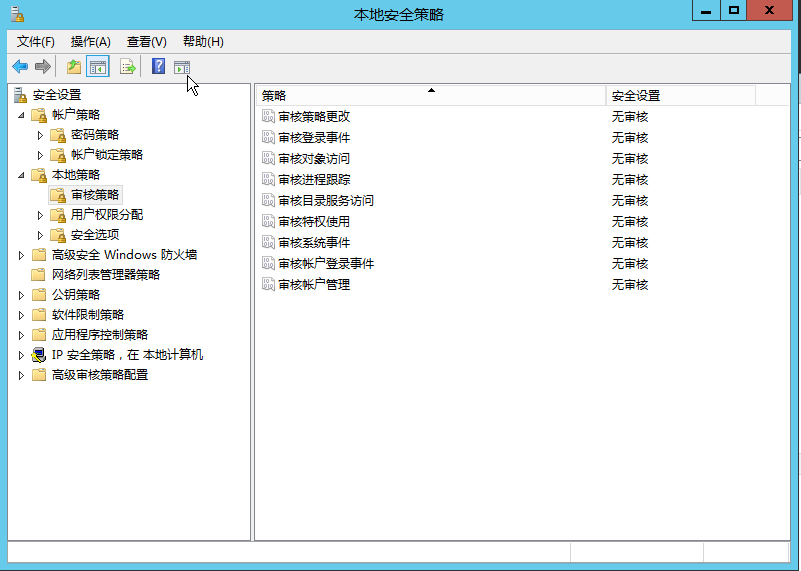 本地安全策略
文件(F) 操作(A) 查看(V) 帮助(H)
安全设置
帐户策略
密码策略
帐户锁定策略
本地策略
审核策略
用户权限分配
安全选项
高级安全 Windows 防火墙
网络列表管理器策略
公钥策略
软件限制策略
应用程序控制策略
IP 安全策略，在 本地计算机
高级审核策略配置
策略 安全设置
审核策略更改 无审核
审核登录事件 无审核
审核对象访问 无审核
审核进程跟踪 无审核
审核目录服务访问 无审核
审核特权使用 无审核
审核系统事件 无审核
审核帐户登录事件 无审核
审核帐户管理 无审核